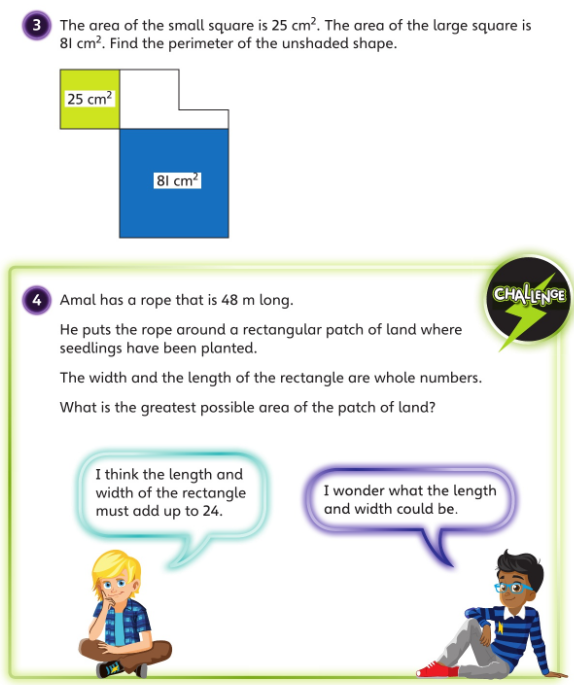 3 The area of the small square is 25 cm². The area of the large square is
81 cm². Find the perimeter of the unshaded shape.
25 cm²
81 cm²
CHALLENGE
4 Amal has a rope that is 48 m long.
He puts the rope around a rectangular patch of land where
seedlings have been planted.
The width and the length of the rectangle are whole numbers.
What is the greatest possible area of the patch of land?
I think the length and
width of the rectangle
must add up to 24.
I wonder what the length
and width could be.